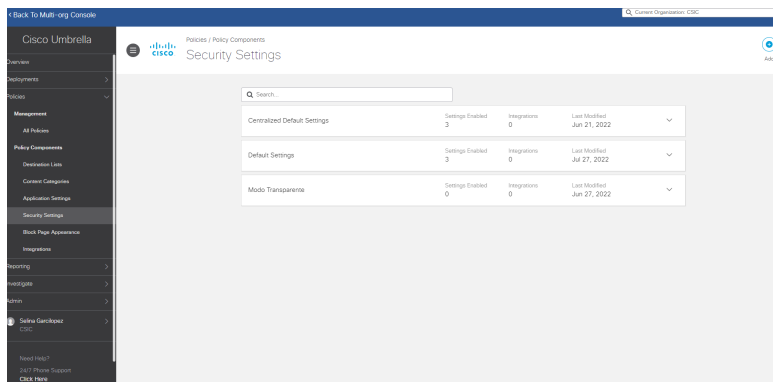 Back To Multi-org Console
Current Organization: CSIC
Cisco Umbrella
Overview
Deployments
Policies
Management
All Policies
Policy Components
Destination Lists
Content Categories
Application Settings
Security Settings
Block Page Appearance
Integrations
Reporting
Investigate
Admin
Selina Garcilopez
CSIC
Need Help?
24/7 Phone Support
Click Here
CISCO
Policies / Policy Components
Security Settings
Add
Search...
Centralized Default Settings
Settings Enabled
3
Integrations
0
Last Modified
Jun 21, 2022
Default Settings
Settings Enabled
3
Integrations
0
Last Modified
Jul 27, 2022
Modo Transparente
Settings Enabled
0
Integrations
0
Last Modified
Jun 27, 2022